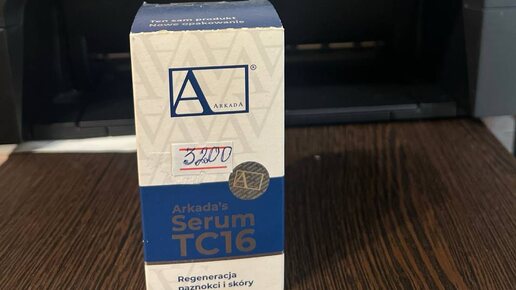 Ten sam produkt
Nowe opakowanie
A
®
ARKADA
3200
Arkada's
Serum
TC16
Regeneracja
paznokci i skóry